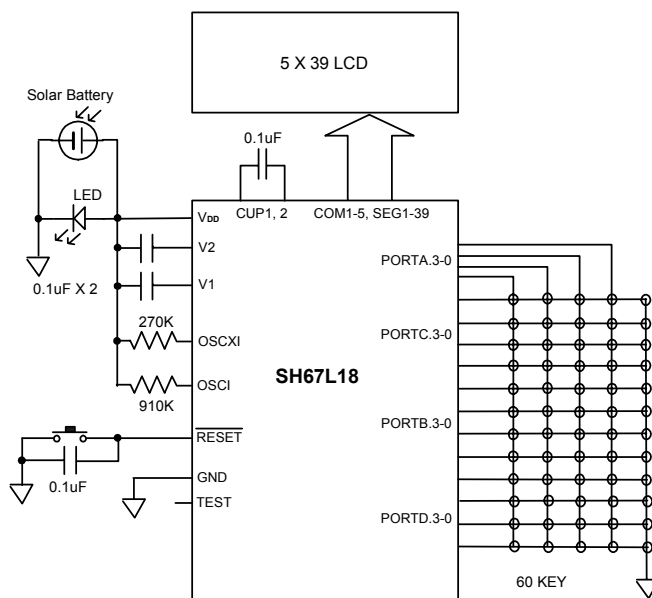 5 X 39 LCD
Solar Battery
0.1uF
LED
VDD
CUP1, 2
COM1-5, SEG1-39
V2
PORTA.3-0
0.1uF X 2
V1
270K
OSCXI
PORTC.3-0
SH67L18
OSCI
910K
PORTB.3-0
RESET
0.1uF
GND
TEST
PORTD.3-0
60 KEY